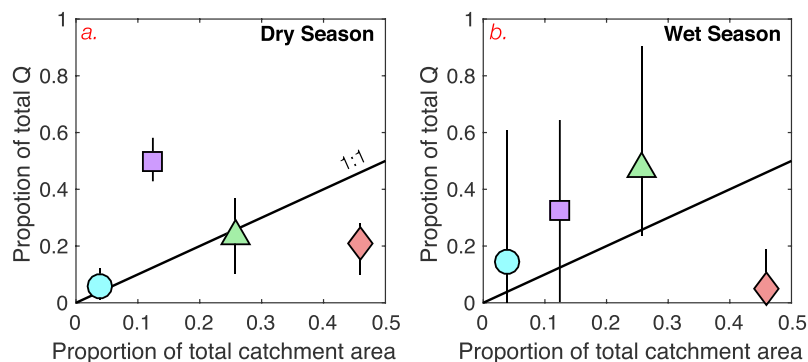 a.
Dry Season
1
0.8
0.6
0.4
0.2
0
Propotion of total Q
1:1
0 0.1 0.2 0.3 0.4 0.5
Proportion of total catchment area
b.
Wet Season
1
0.8
0.6
0.4
0.2
0
Propotion of total Q
0 0.1 0.2 0.3 0.4 0.5
Proportion of total catchment area